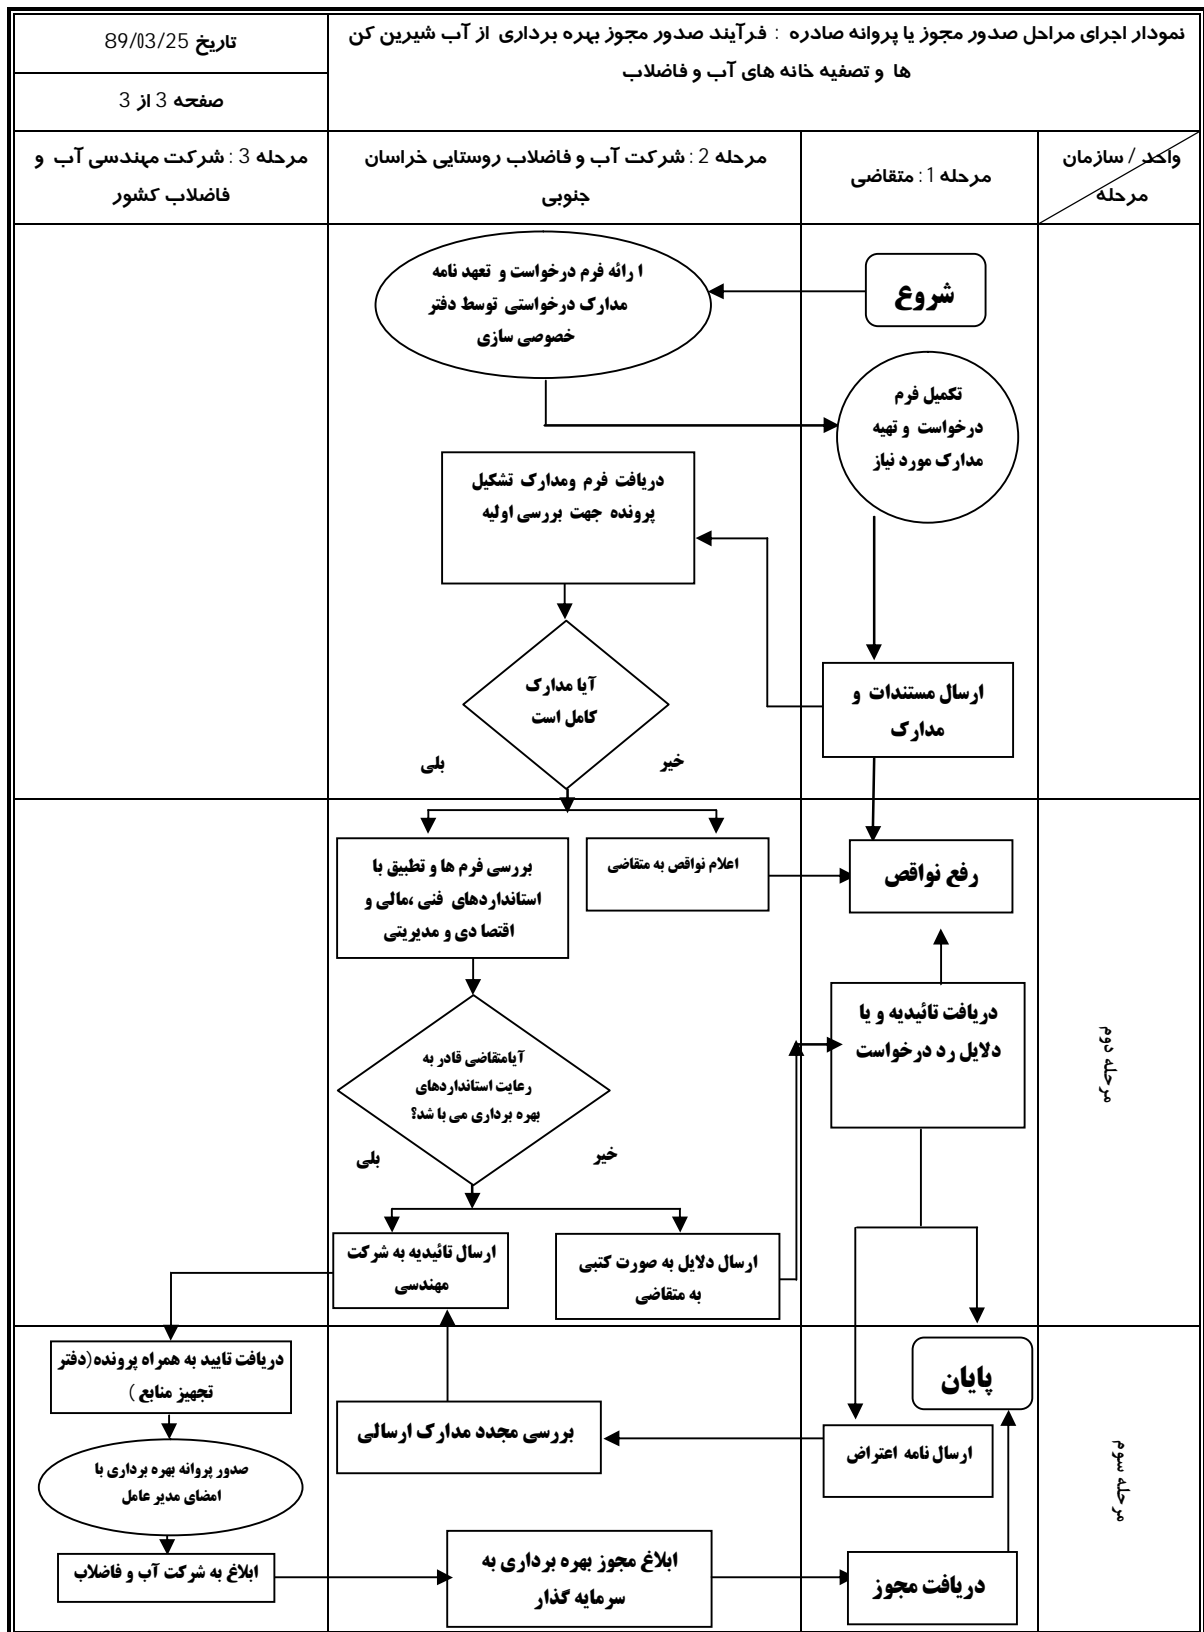 نمودار اجرای مراحل صدور مجوز یا پروانه صادره : فرآیند صدور مجوز بهره برداری از آب شیرین کن
ها و تصفیه خانه های آب و فاضلاب
تاریخ 89/03/25
صفحه 3 از 3
واحد / سازمان
مرحله
مرحله 1 : متقاضی
مرحله 2 : شرکت آب و فاضلاب روستایی خراسان
جنوبی
مرحله 3 : شرکت مهندسی آب و
فاضلاب کشور
شروع
ا رائه فرم درخواست و تعهد نامه
مدارک درخواستی توسط دفتر
خصوصی سازی
تکمیل فرم
درخواست و تهیه
مدارک مورد نیاز
دریافت فرم ومدارک تشکیل
پرونده جهت بررسی اولیه
ارسال مستندات و
مدارک
آیا مدارک
کامل است
خیر
بلی
مرحله دوم
رفع نواقص
اعلام نواقص به متقاضی
بررسی فرم ها و تطبیق با
استانداردهای فنی ،مالی و
اقتصا دی و مدیریتی
دریافت تائیدیه و یا
دلایل رد درخواست
آیامتقاضی قادر به
رعایت استانداردهای
بهره برداری می با شد؟
خیر
بلی
ارسال دلایل به صورت کتبی
به متقاضی
ارسال تائیدیه به شرکت
مهندسی
مرحله سوم
پایان
دریافت تایید به همراه پرونده(دفتر
تجهیز منابع )
ارسال نامه اعتراض
بررسی مجدد مدارک ارسالی
صدور پروانه بهره برداری با
امضای مدیر عامل
ابلاغ به شرکت آب و فاضلاب
ابلاغ مجوز بهره برداری به
سرمایه گذار
دریافت مجوز